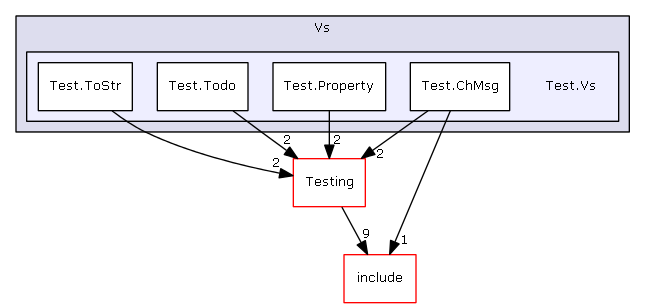 Vs
Test.ToStr
Test.Todo
Test.Property
Test.ChMsg
Test.Vs
2
2
2
2
Testing
9
1
include